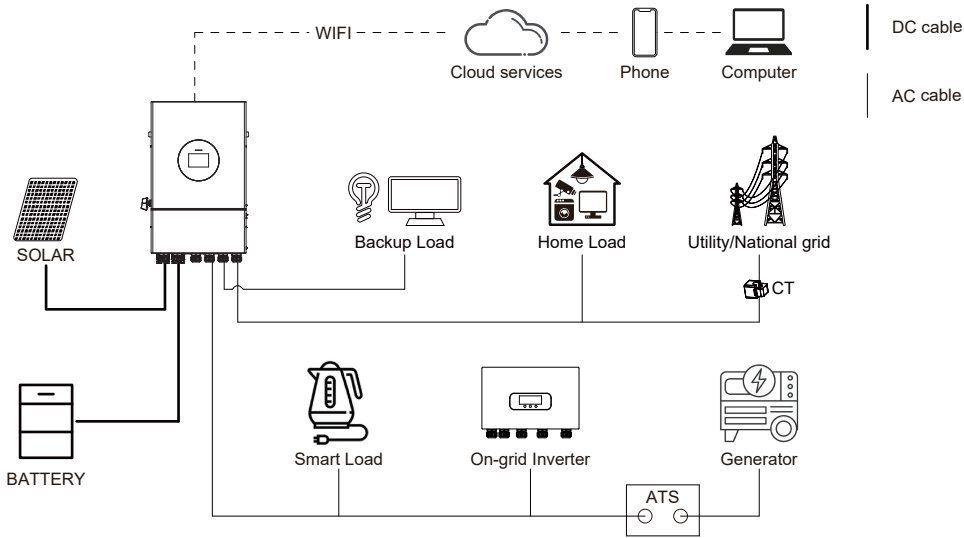 WIFI
Cloud services
Phone
Computer
DC cable
AC cable
SOLAR
Backup Load
Home Load
Utility/National grid
CT
BATTERY
Smart Load
On-grid Inverter
Generator
ATS